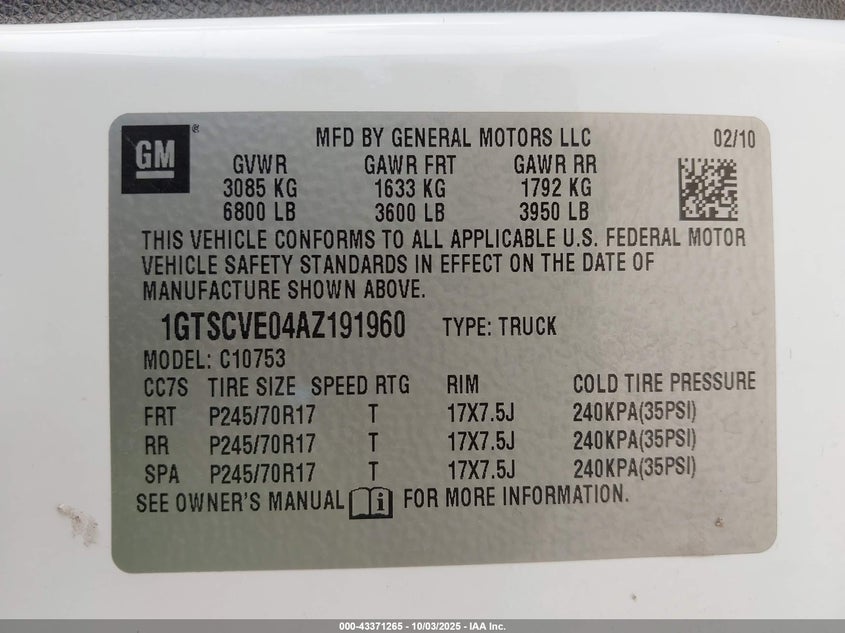 GM ® MFD BY GENERAL MOTORS LLC 02/10
GVWR GAWR FRT GAWR RR
3085 KG 1633 KG 1792 KG
6800 LB 3600 LB 3950 LB
THIS VEHICLE CONFORMS TO ALL APPLICABLE U.S. FEDERAL MOTOR
VEHICLE SAFETY STANDARDS IN EFFECT ON THE DATE OF
MANUFACTURE SHOWN ABOVE.
1GTSCVE04AZ191960 TYPE: TRUCK
MODEL: C10753
CC7S TIRE SIZE SPEED RTG RIM COLD TIRE PRESSURE
FRT P245/70R17 T 17X7.5J 240KPA(35PSI)
RR P245/70R17 T 17X7.5J 240KPA(35PSI)
SPA P245/70R17 T 17X7.5J 240KPA(35PSI)
SEE OWNER'S MANUAL i FOR MORE INFORMATION.
000-43371265 | 10/03/2025 - IAA Inc.